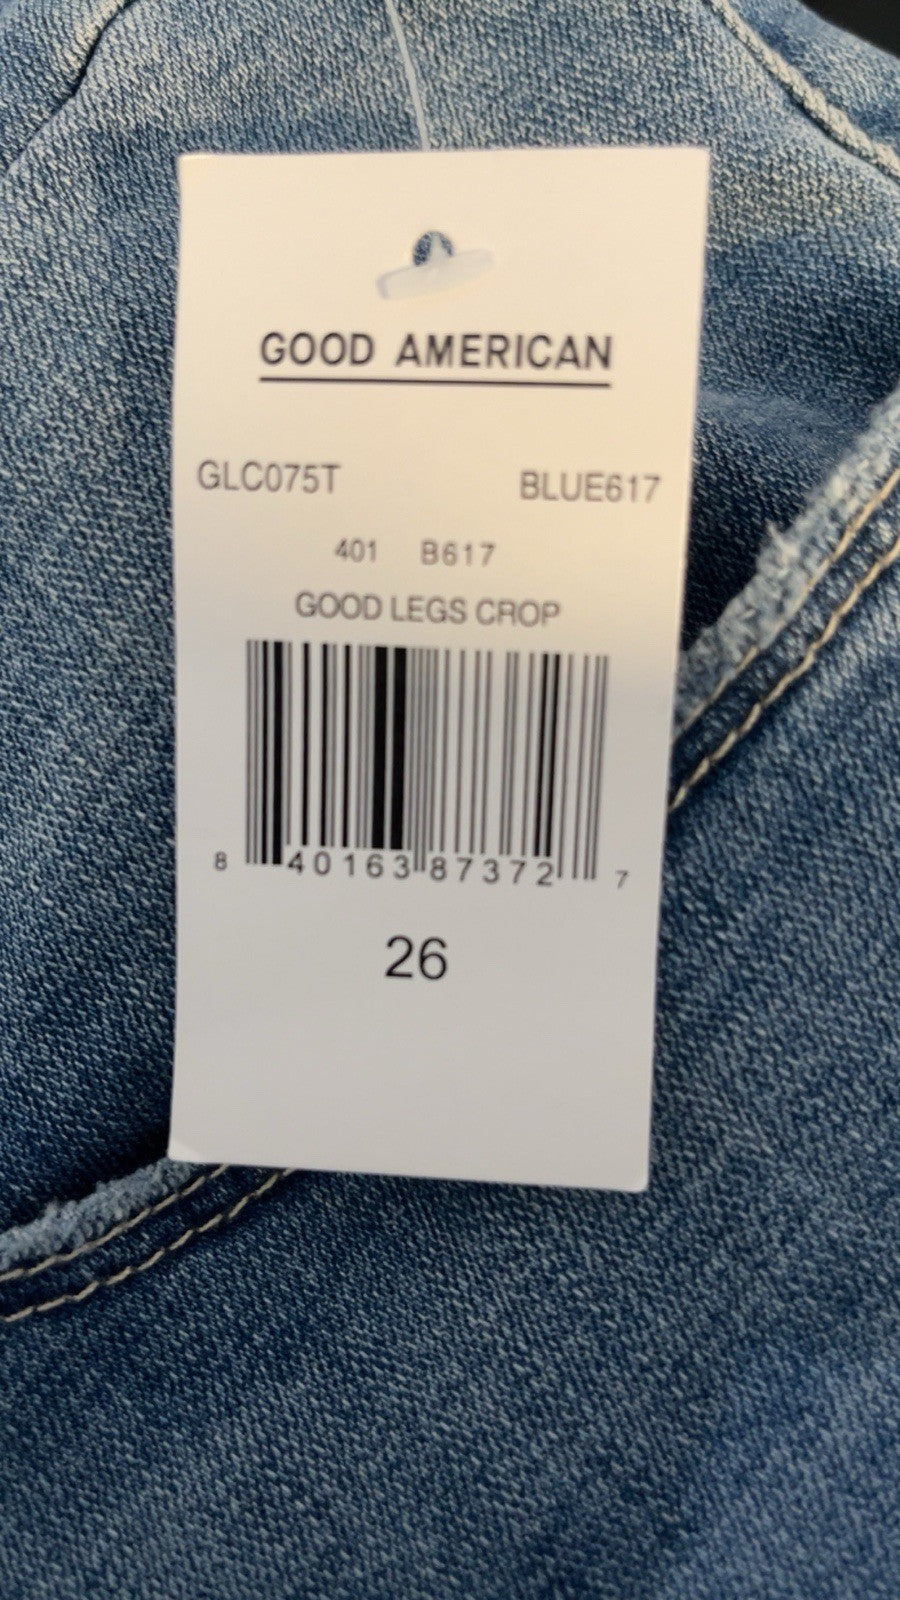 GOOD AMERICAN
GLC075T BLUE617
401 B617
GOOD LEGS CROP
8 40163 87372 7
26